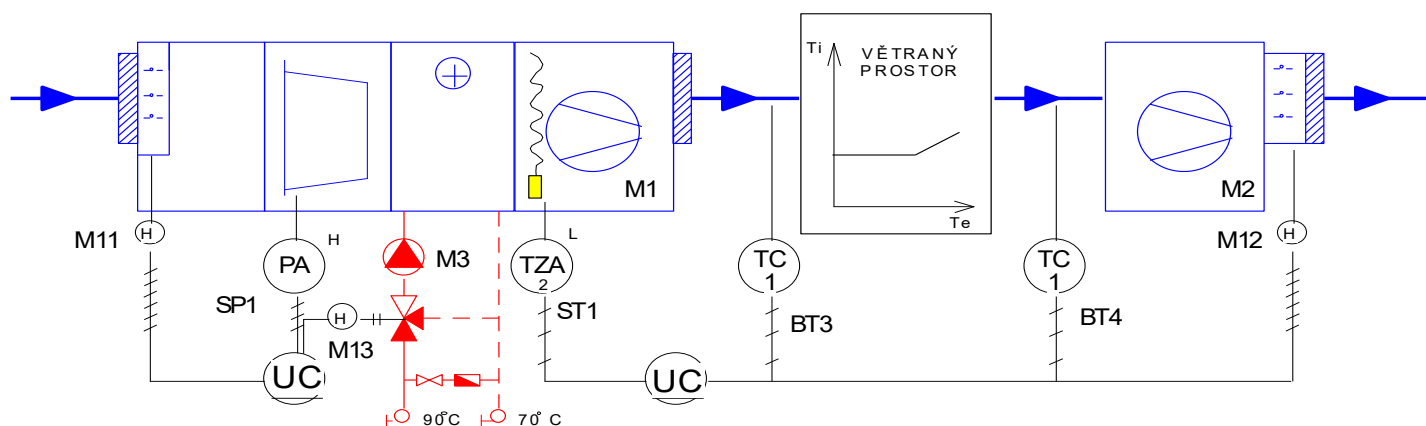 Ti
VĚTRANÝ
PROSTOR
Te
M1
M2
M11
H
PA
H
SP1
M3
H
M13
UC
90°C
70° C
L
TZA
2
ST1
UC
TC
1
BT3
TC
1
BT4
M12
H